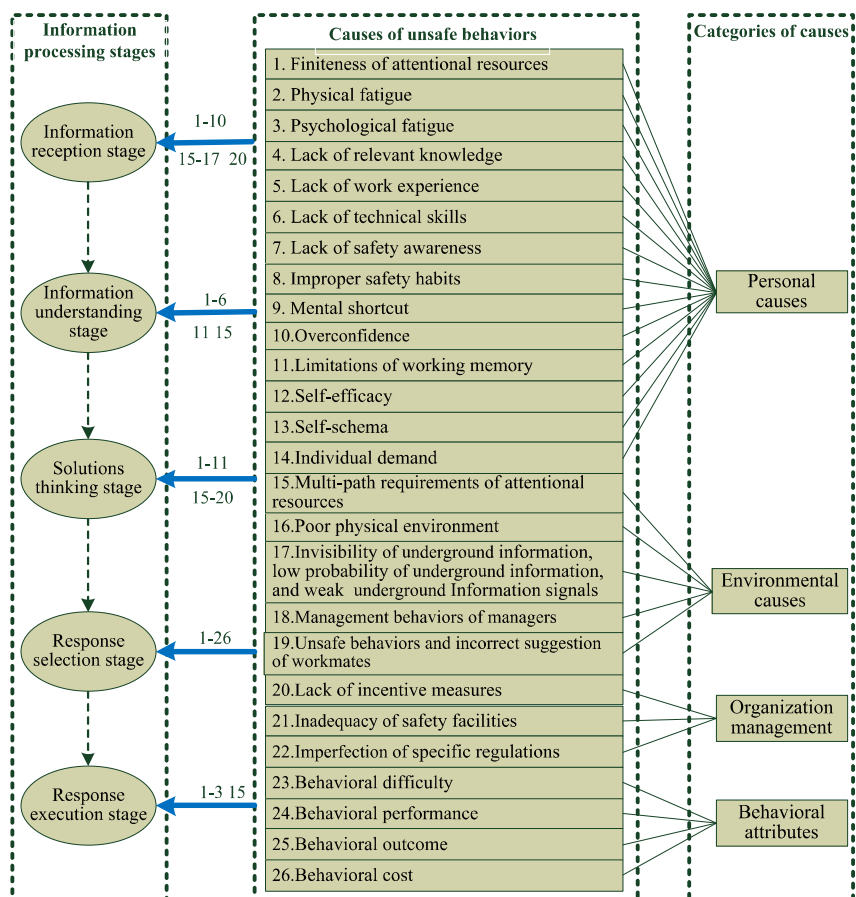 Information
processing stages
Information
reception stage
Information
understanding
stage
Solutions
thinking stage
Response
selection stage
Response
execution stage
1-10
15-17 20
1-6
11 15
1-11
15-20
1-26
1-3 15
Causes of unsafe behaviors
1. Finiteness of attentional resources
2. Physical fatigue
3. Psychological fatigue
4. Lack of relevant knowledge
5. Lack of work experience
6. Lack of technical skills
7. Lack of safety awareness
8. Improper safety habits
9. Mental shortcut
10.Overconfidence
11.Limitations of working memory
12.Self-efficacy
13.Self-schema
14.Individual demand
15.Multi-path requirements of attentional
resources
16.Poor physical environment
17.Invisibility of underground information,
low probability of underground information,
and weak underground Information signals
18.Management behaviors of managers
19.Unsafe behaviors and incorrect suggestion
of workmates
20.Lack of incentive measures
21.Inadequacy of safety facilities
22.Imperfection of specific regulations
23.Behavioral difficulty
24.Behavioral performance
25.Behavioral outcome
26.Behavioral cost
Categories of causes
Personal
causes
Environmental
causes
Organization
management
Behavioral
attributes